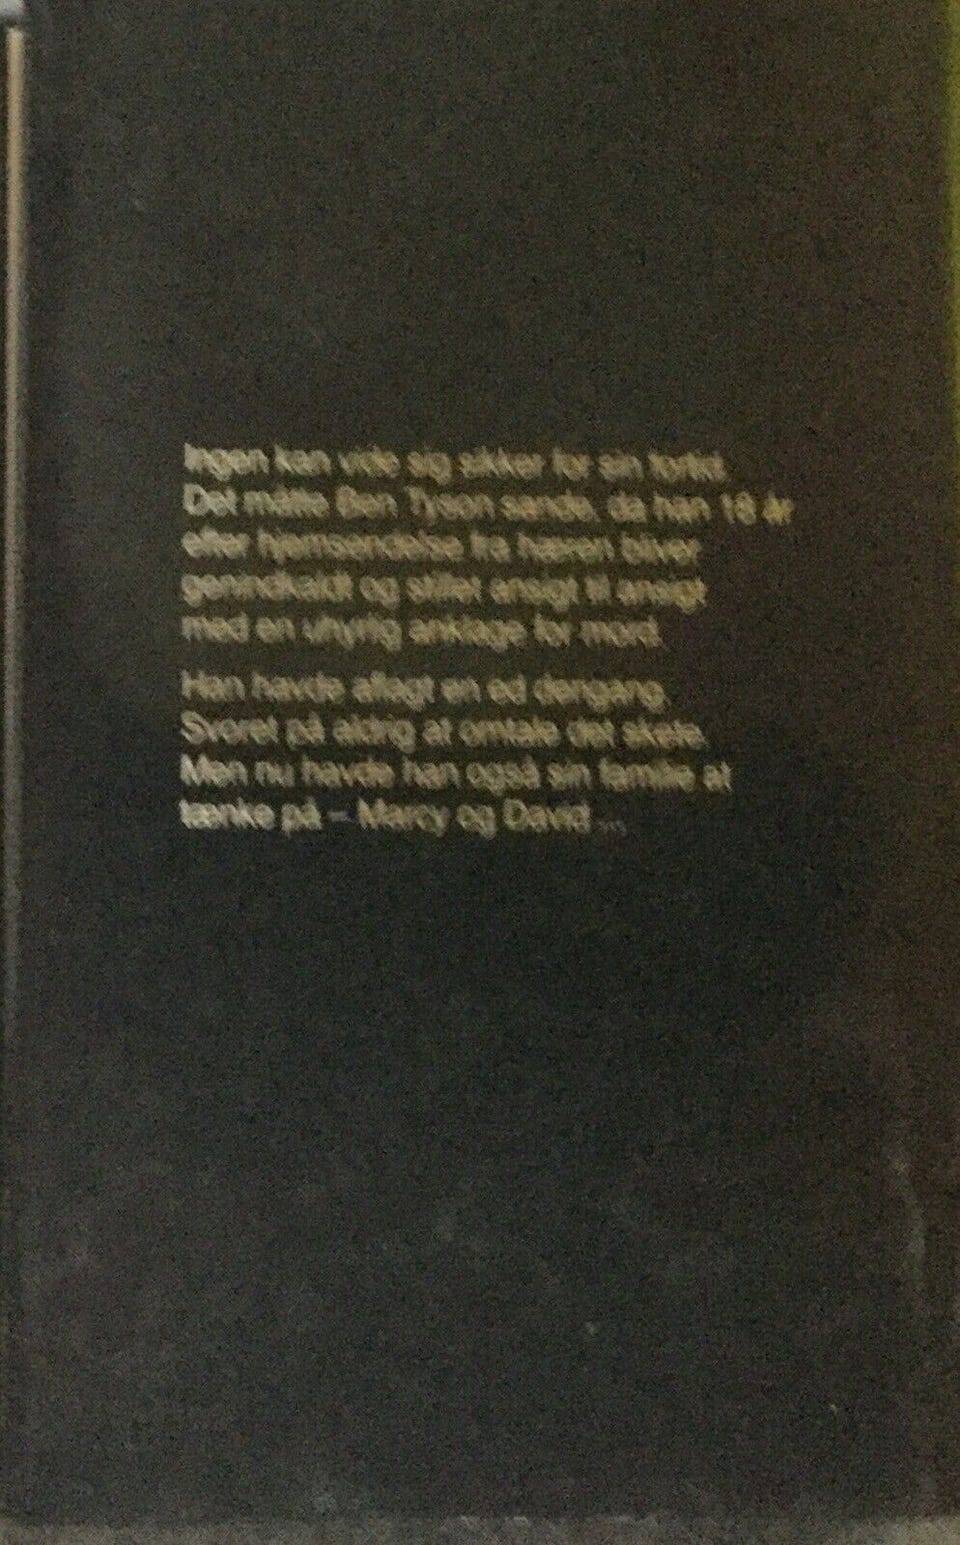 Ingen kan vide sig sikker for sin fortid.
Det måtte Ben Tyson sande, da han 18 år
efter hjemsendelse fra hæren bliver
genindkaldt og stillet ansigt til ansigt
med en uhyrlig anklage for mord.
Han havde aflagt en ed dengang.
Svoret på aldrig at omtale det skete.
Men nu havde han også sin familie at
tænke på – Marcy og David ...